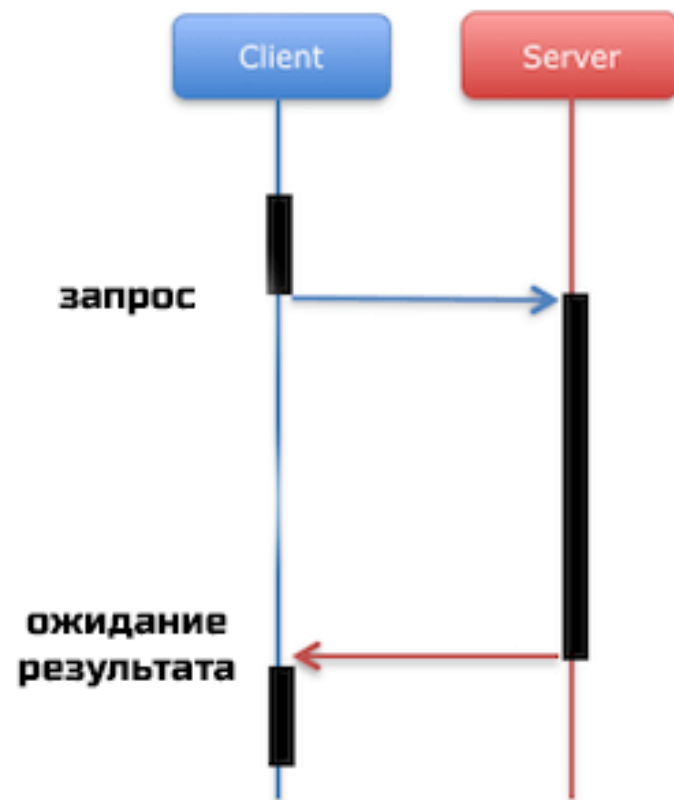 Client
Server
запрос
ожидание
результата